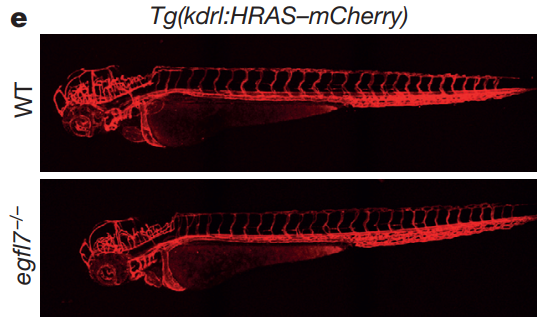 e
Tg(kdrl:HRAS–mCherry)
WT
egfl7–/–